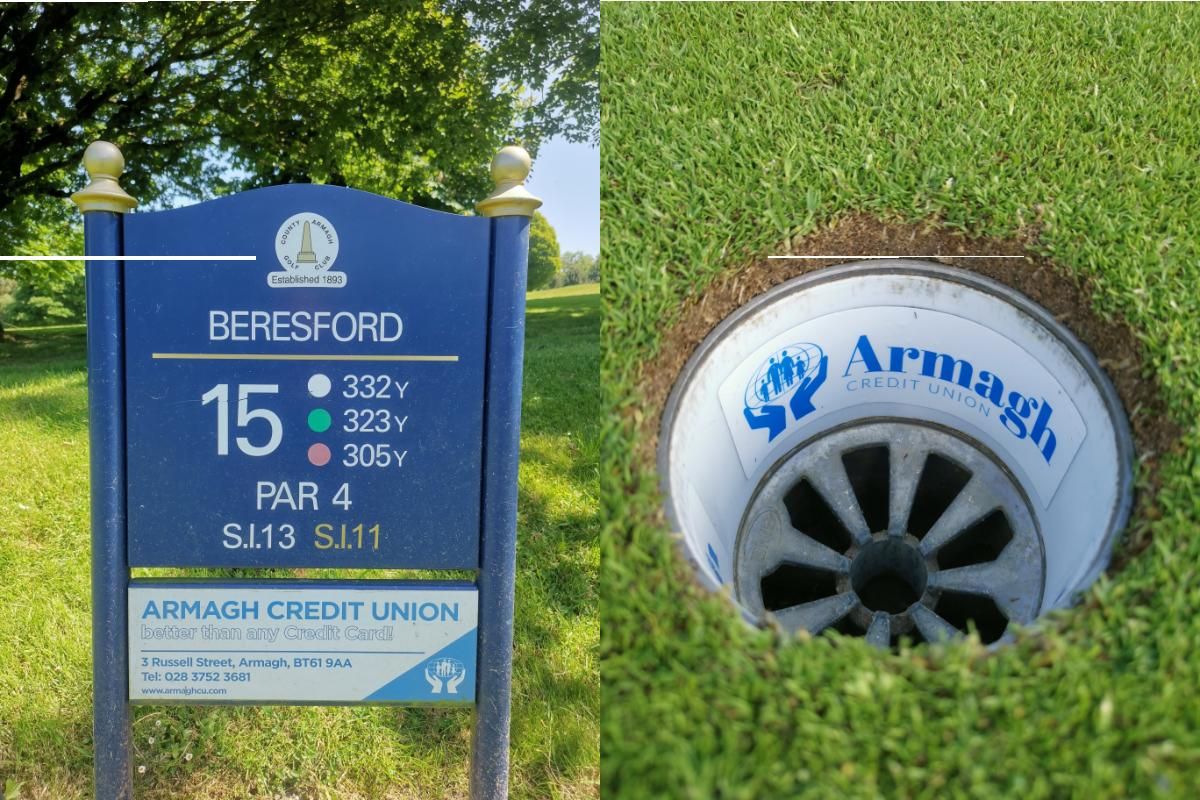 COUNTY ARMAGH
GOLF CLUB
Established 1893
BERESFORD
15
332Y
323Y
305Y
PAR 4
S.I.13 S.I.11
ARMAGH CREDIT UNION
better than any Credit Card!
3 Russell Street, Armagh, BT61 9AA
Tel: 028 3752 3681
www.armaghcu.com
Armagh
CREDIT UNION